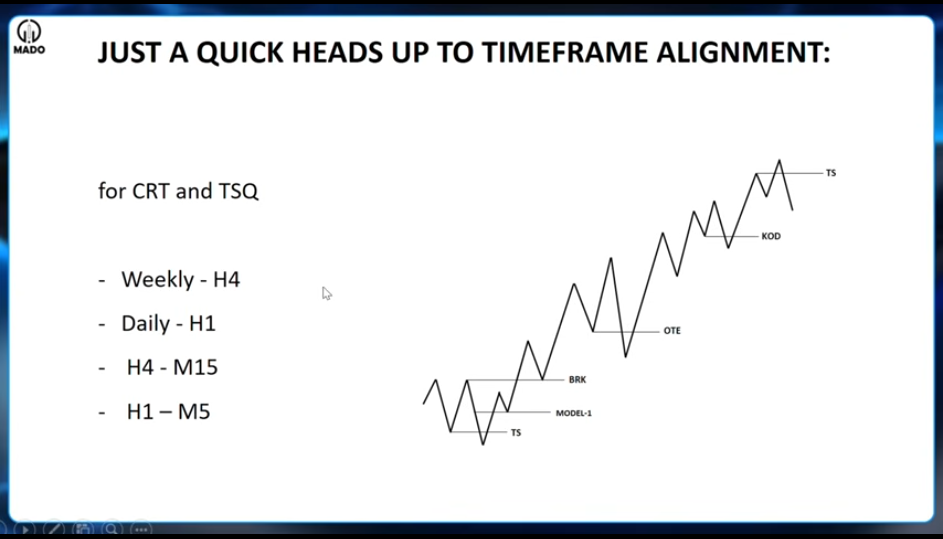 MADO
JUST A QUICK HEADS UP TO TIMEFRAME ALIGNMENT:
for CRT and TSQ
- Weekly - H4
- Daily - H1
- H4 - M15
- H1 – M5
TS
KOD
OTE
BRK
MODEL-1
TS